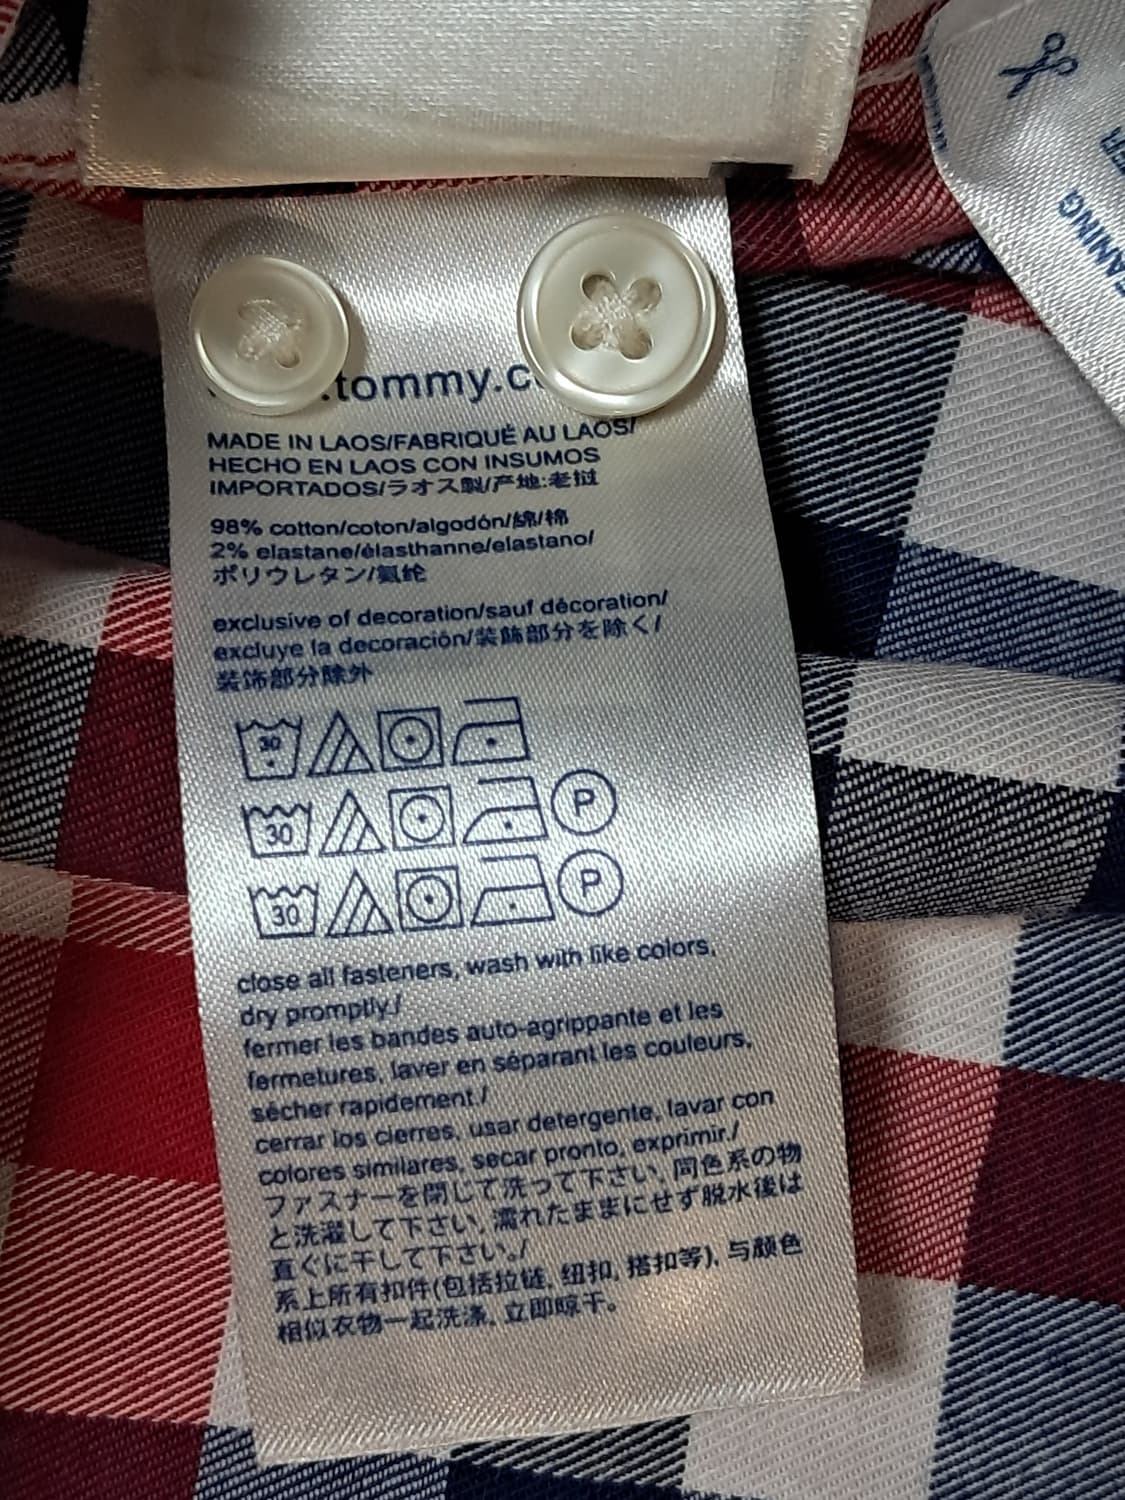 .tommy.c
MADE IN LAOS/FABRIQUÉ AU LAOS/
HECHO EN LAOS CON INSUMOS
IMPORTADOS/ラオス製/产地:老挝
98% cotton/coton/algodón/綿/棉
2% elastane/élasthanne/elastano/
ポリウレタン/氨纶
exclusive of decoration/sauf décoration/
excluye la decoración/装飾部分を除く/
装饰部分除外
30
30 P
30 P
close all fasteners, wash with like colors,
dry promptly./
fermer les bandes auto-agrippante et les
fermetures, laver en séparant les couleurs,
sécher rapidement./
cerrar los cierres, usar detergente, lavar con
colores similares, secar pronto, exprimir./
ファスナーを閉じて洗って下さい, 同色系の物
と洗濯して下さい, 濡れたままにせず脱水後は
直ぐに干して下さい。/
系上所有扣件(包括拉链, 纽扣, 搭扣等), 与颜色
相似衣物一起洗涤, 立即晾干。
ER
EANING